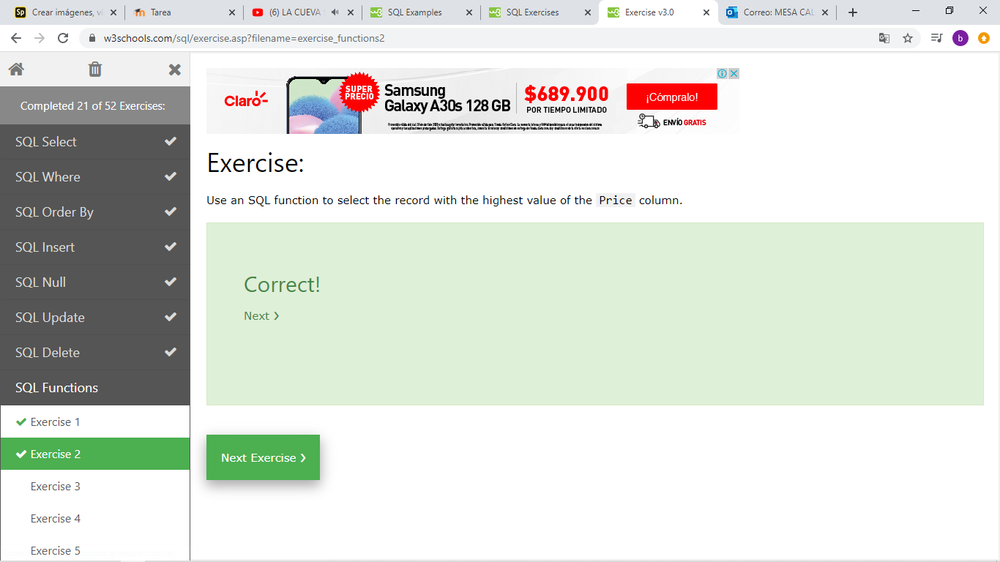 Crear imágenes, ví
Tarea
(6) LA CUEVA
SQL Examples
SQL Exercises
Exercise v3.0
Correo: MESA CAL
w3schools.com/sql/exercise.asp?filename=exercise_functions2
b
Completed 21 of 52 Exercises:
SQL Select
SQL Where
SQL Order By
SQL Insert
SQL Null
SQL Update
SQL Delete
SQL Functions
Exercise 1
Exercise 2
Exercise 3
Exercise 4
Exercise 5
Claro
SUPER
PRECIO
Samsung
Galaxy A30s 128 GB
$689.900
POR TIEMPO LIMITADO
¡Cómpralo!
ENVÍO GRATIS
Exercise:
Use an SQL function to select the record with the highest value of the Price column.
Correct!
Next ❯
Next Exercise ❯